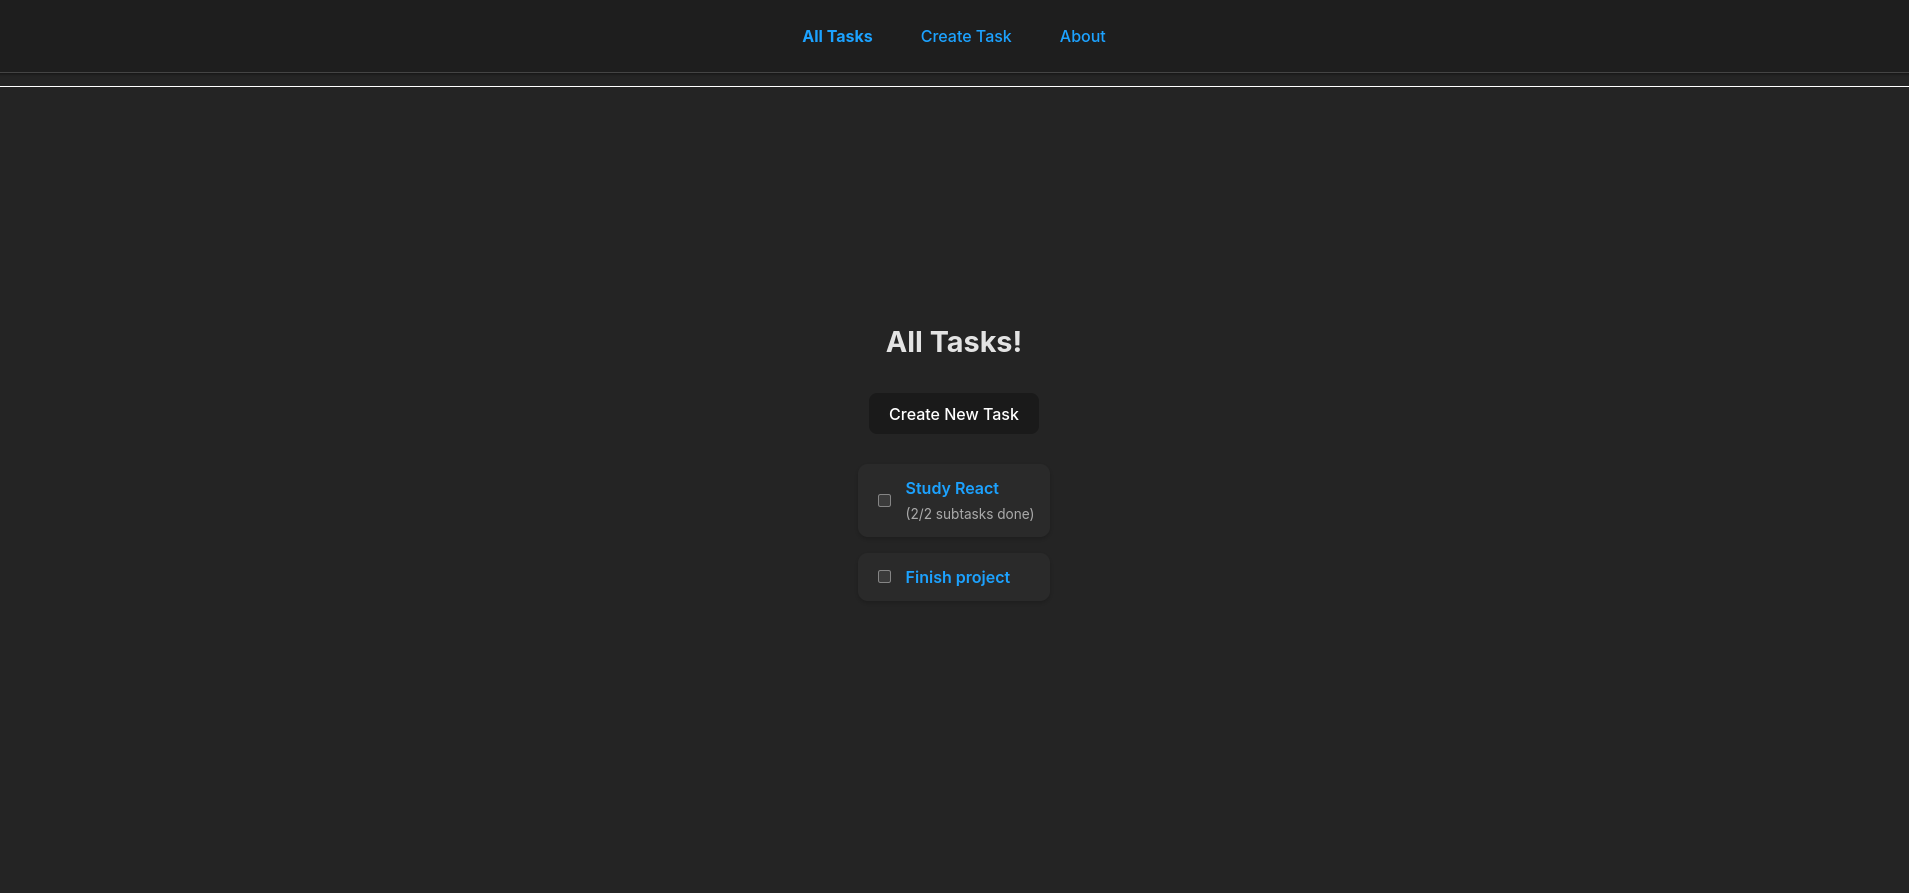 All Tasks Create Task About
All Tasks!
Create New Task
Study React
(2/2 subtasks done)
Finish project